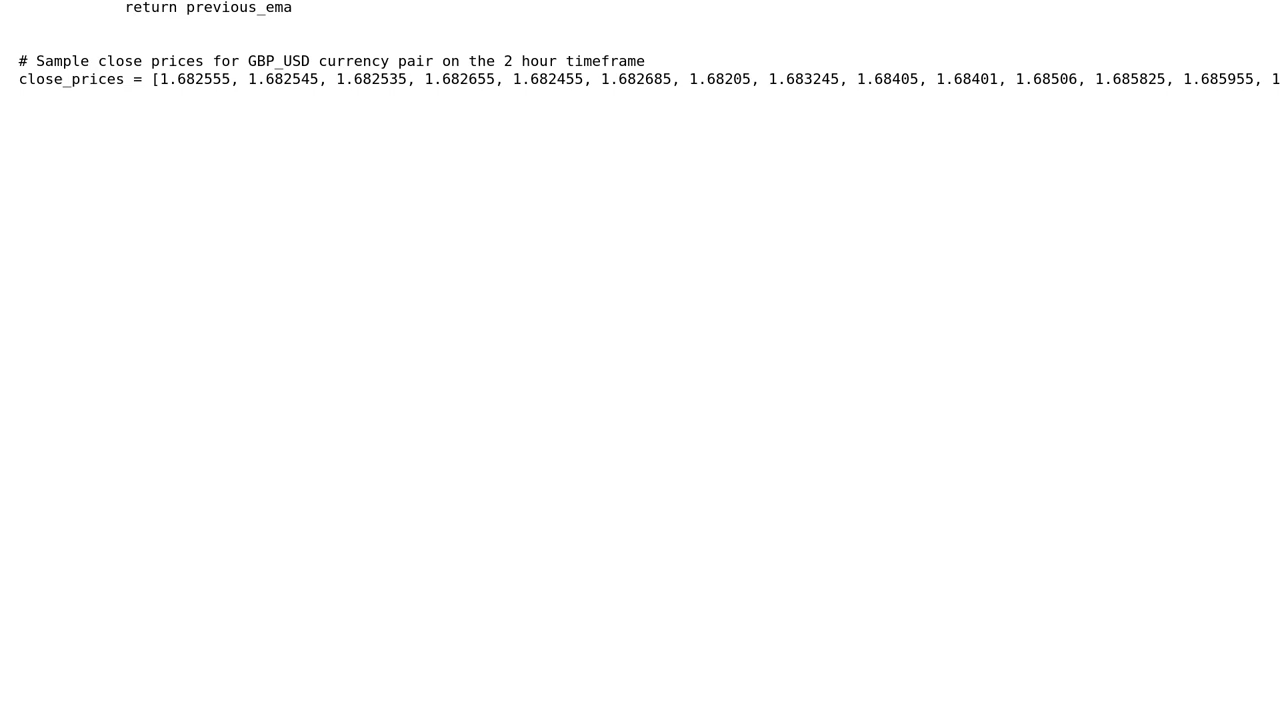 return previous_ema
# Sample close prices for GBP_USD currency pair on the 2 hour timeframe
close_prices = [1.682555, 1.682545, 1.682535, 1.682655, 1.682455, 1.682685, 1.68205, 1.683245, 1.68405, 1.68401, 1.68506, 1.685825, 1.685955, 1